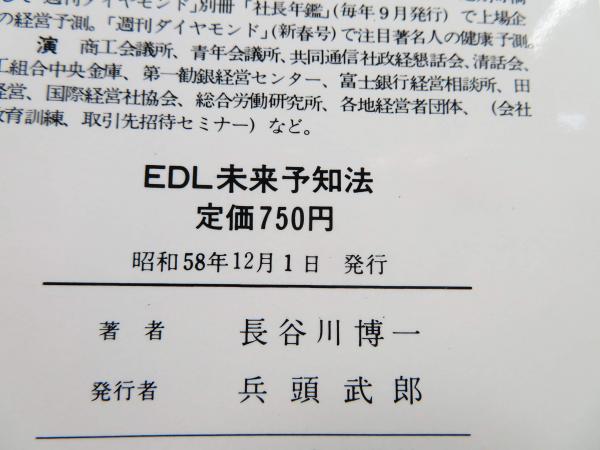 週刊ダイヤモンド」別冊「社長年鑑」(毎年9月発行)で上場企
の経営予測。「週刊ダイヤモンド」(新春号)で注目著名人の健康予測。
演 商工会議所、青年会議所、共同通信社政経懇話会、清話会、
工組合中央金庫、第一勧銀経営センター、富士銀行経営相談所、田
経営、国際経営社協会、総合労働研究所、各地経営者団体、(会社
教育訓練、取引先招待セミナー)など。
EDL未来予知法
定価750円
昭和58年12月1日 発行
著者 長谷川博一
発行者 兵頭武郎